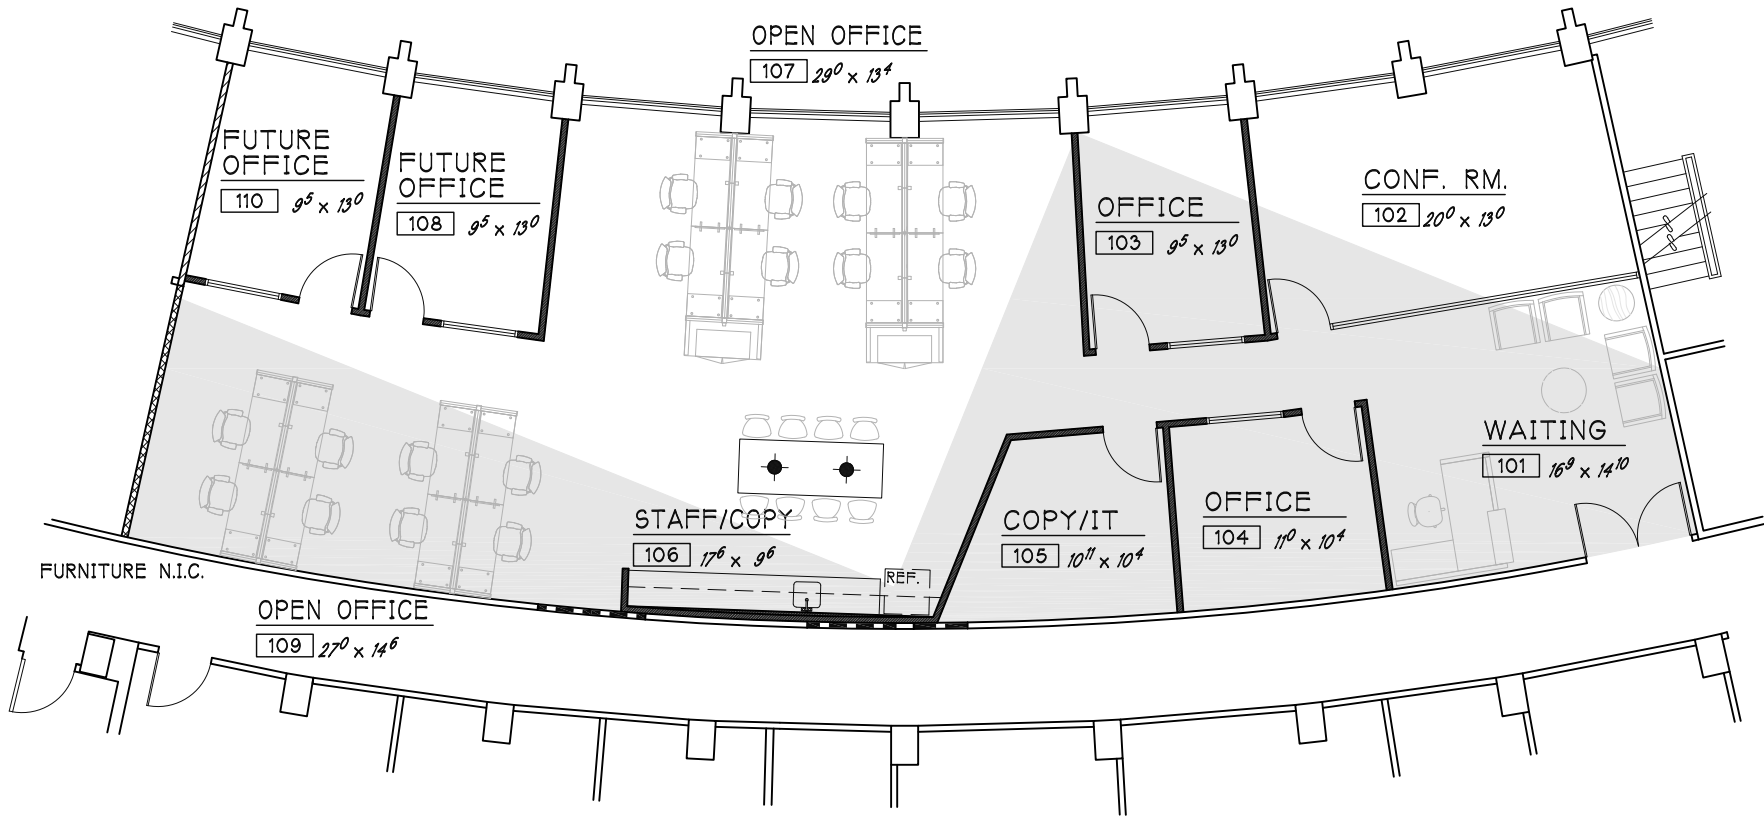 OPEN OFFICE
107 29⁰ x 13⁴
FUTURE
OFFICE
110 9⁵ x 13⁰
FUTURE
OFFICE
108 9⁵ x 13⁰
OFFICE
103 9⁵ x 13⁰
CONF. RM.
102 20⁰ x 13⁰
WAITING
101 16⁹ x 14¹⁰
OFFICE
104 11⁰ x 10⁴
COPY/IT
105 10¹¹ x 10⁴
STAFF/COPY
106 17⁶ x 9⁶
REF.
FURNITURE N.I.C.
OPEN OFFICE
109 27⁰ x 14⁶